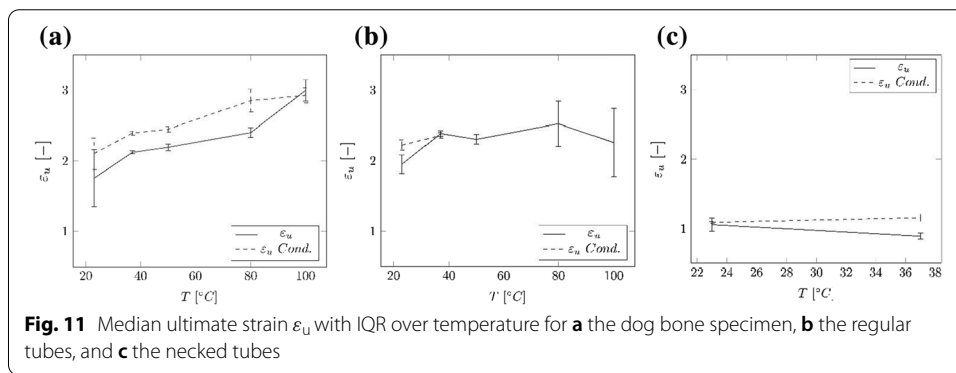 (a)
(b)
(c)
3
2
1
20
40
60
80
100
T [°C]
εu [–]
εu
εu Cond.
3
2
1
20
40
60
80
100
T [°C]
εu [–]
εu
εu Cond.
3
2
1
22
24
26
28
30
32
34
36
38
T [°C.
εu [–]
εu
εu Cond.
Fig. 11 Median ultimate strain εu with IQR over temperature for a the dog bone specimen, b the regular
tubes, and c the necked tubes